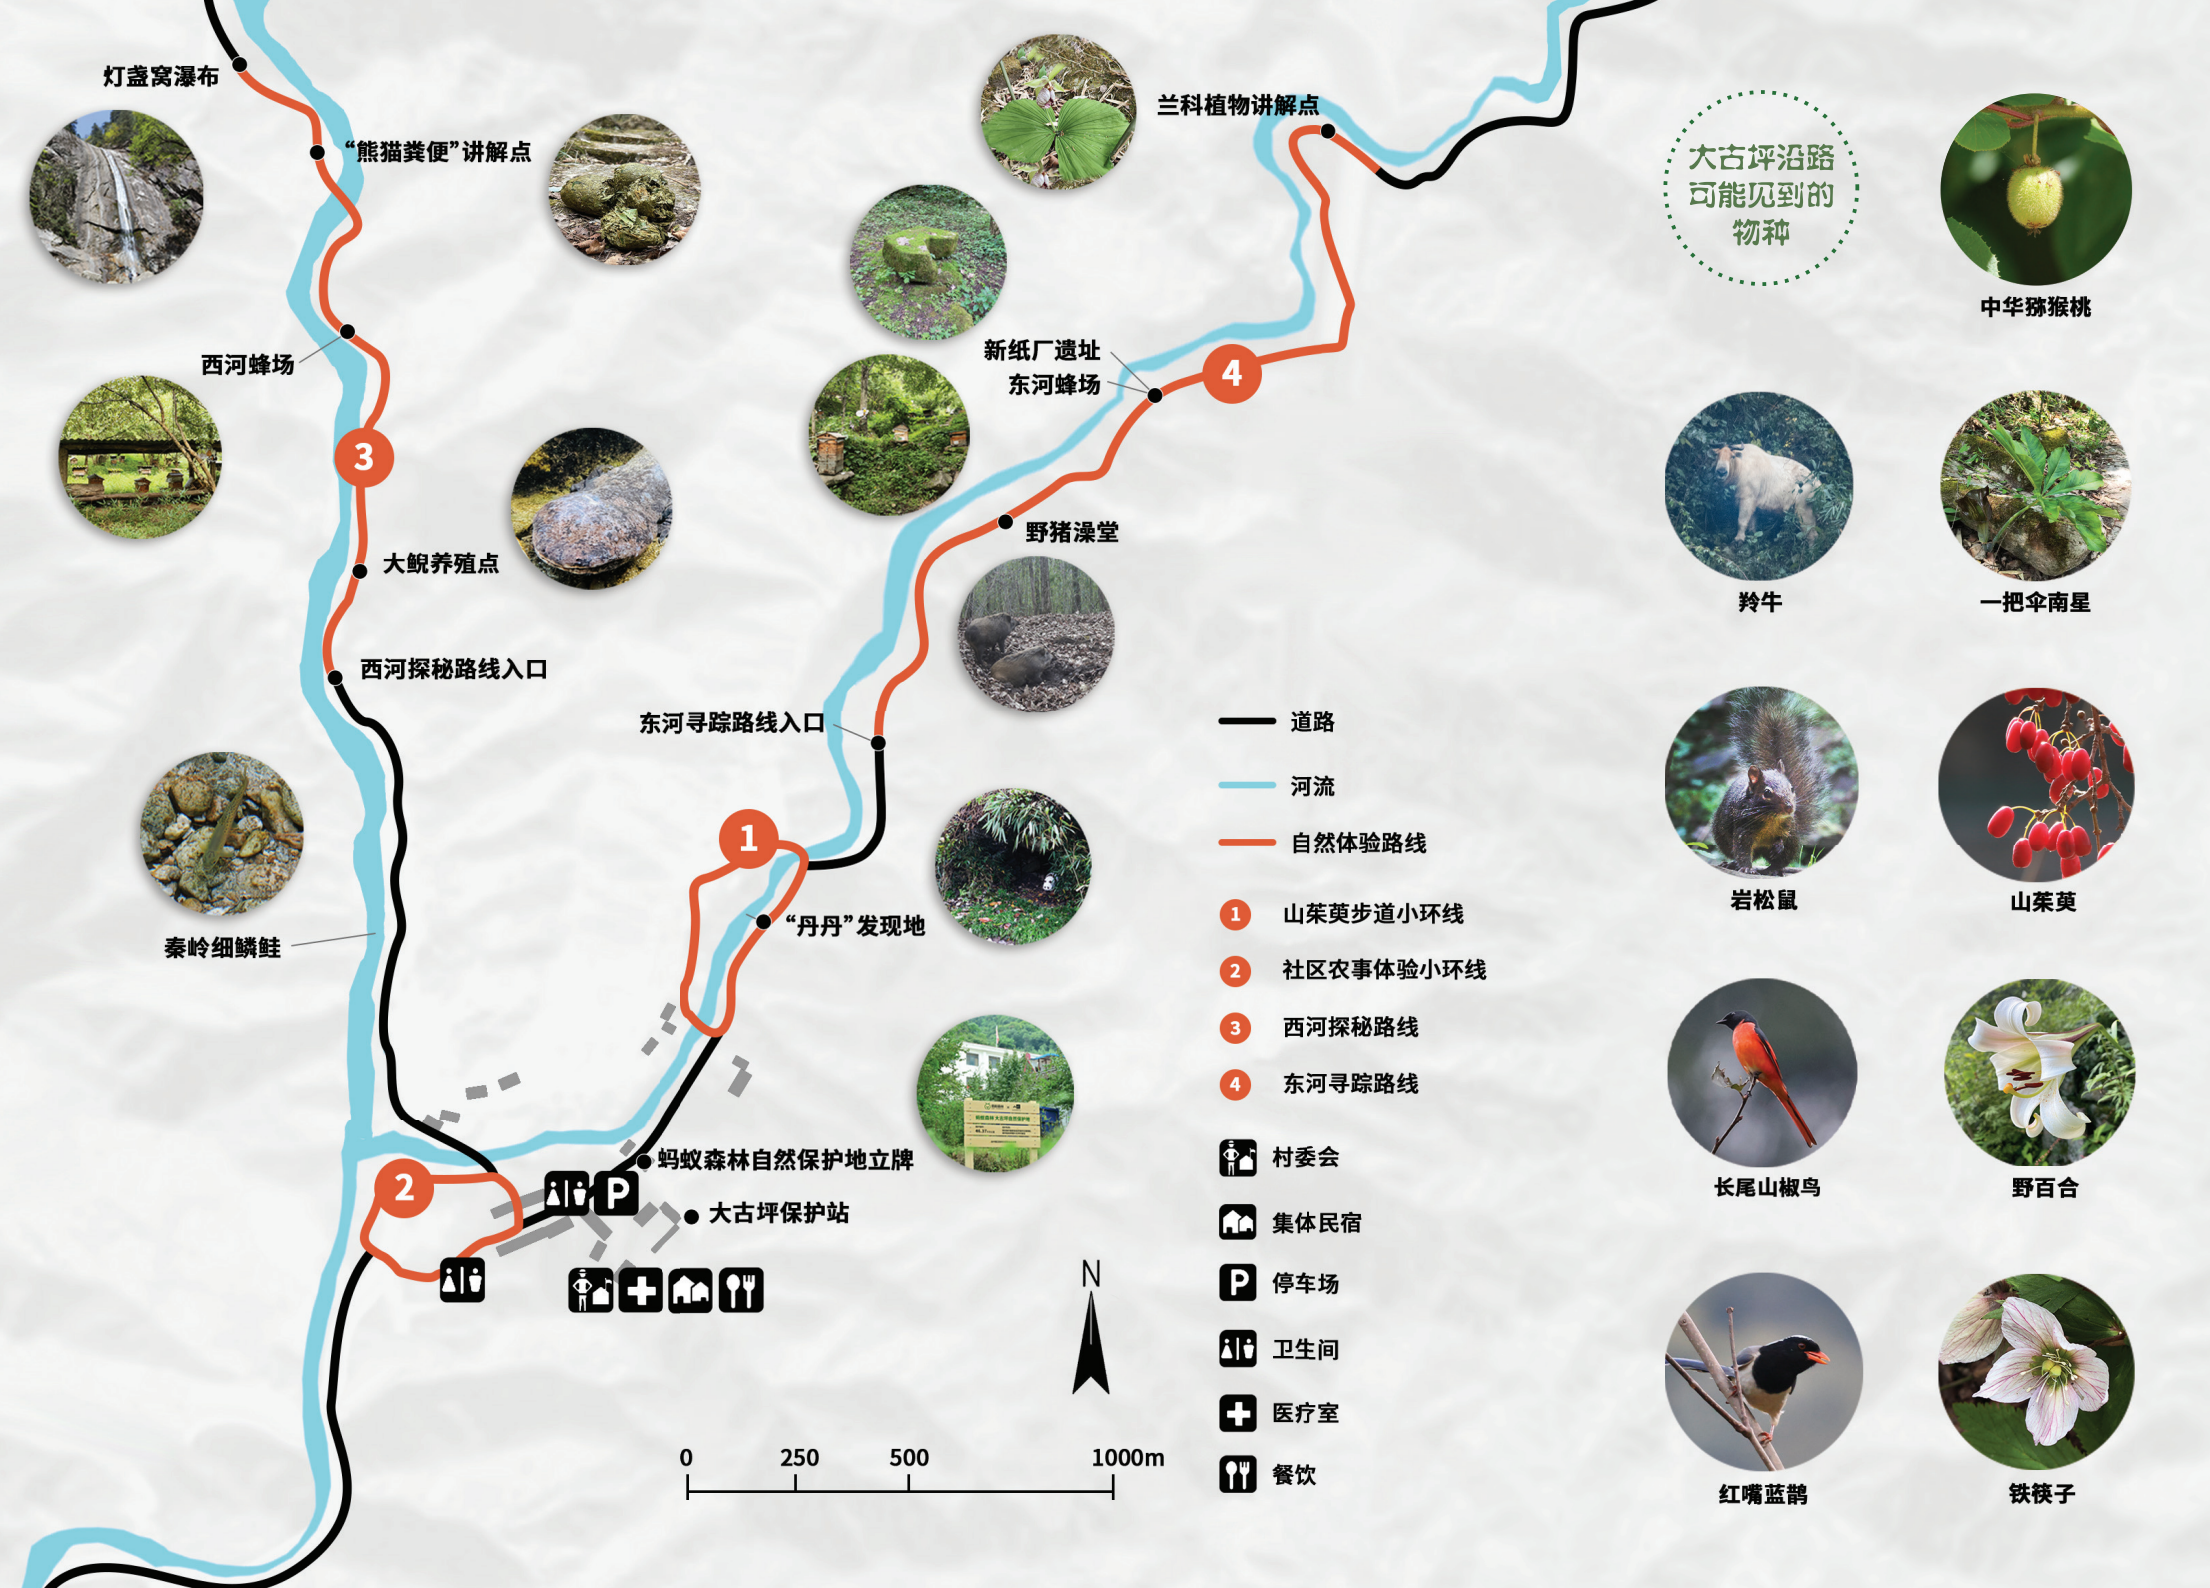 灯盏窝瀑布
“熊猫粪便”讲解点
西河蜂场
3
大鲵养殖点
西河探秘路线入口
秦岭细鳞鲑
兰科植物讲解点
新纸厂遗址
东河蜂场
4
野猪澡堂
东河寻踪路线入口
1
“丹丹”发现地
2
蚂蚁森林自然保护地立牌
P
大古坪保护站
N
0 250 500 1000m
道路
河流
自然体验路线
1 山茱萸步道小环线
2 社区农事体验小环线
3 西河探秘路线
4 东河寻踪路线
村委会
集体民宿
P 停车场
卫生间
医疗室
餐饮
大古坪沿路
可能见到的
物种
中华猕猴桃
羚牛
一把伞南星
岩松鼠
山茱萸
长尾山椒鸟
野百合
红嘴蓝鹊
铁筷子